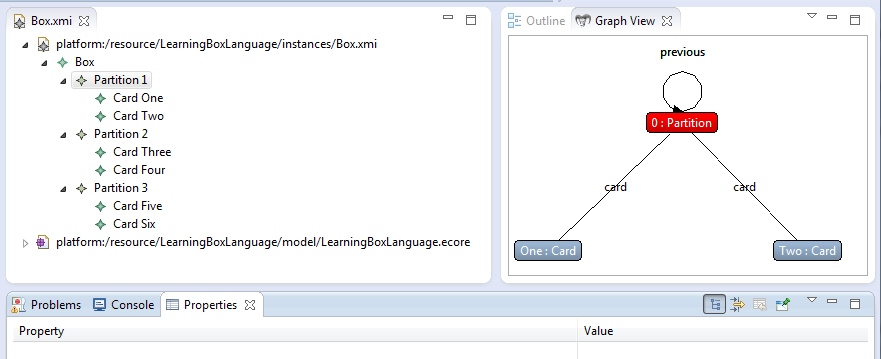 Box.xmi
platform:/resource/LearningBoxLanguage/instances/Box.xmi
Box
Partition 1
Card One
Card Two
Partition 2
Card Three
Card Four
Partition 3
Card Five
Card Six
platform:/resource/LearningBoxLanguage/model/LearningBoxLanguage.ecore
Outline Graph View
previous
0 : Partition
card card
One : Card Two : Card
Problems Console Properties
Property Value